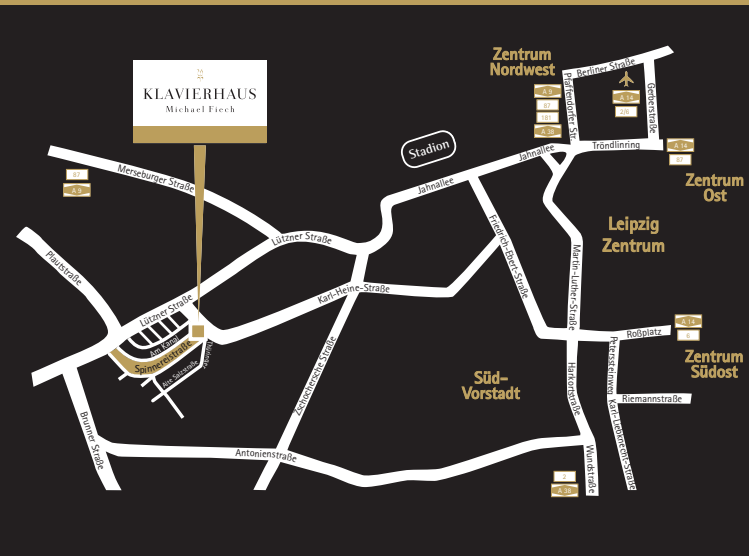 Zentrum
Nordwest
A 9
87
181
A 38
Berliner Straße
A 14
2/6
Pfaffendorfer Str.
Gerberstraße
KLAVIERHAUS
Michael Fiech
Stadion
Jahnallee
Tröndlinring
A 14
87
Zentrum
Ost
Merseburger Straße
87
A 9
Jahnallee
Leipzig
Zentrum
Lützner Straße
Friedrich-Ebert-Straße
Martin-Luther-Straße
Plautstraße
Karl-Heine-Straße
Lützner Straße
Am Kanal
Spinnereistraße
Alte Salzstraße
Zschochersche Straße
Roßplatz
A 14
6
Zentrum
Südost
Süd-
Vorstadt
Harkortstraße
Peterssteinweg
Riemannstraße
Karl-Liebknecht-Straße
Brunner Straße
Antonienstraße
Wundstraße
2
A 38